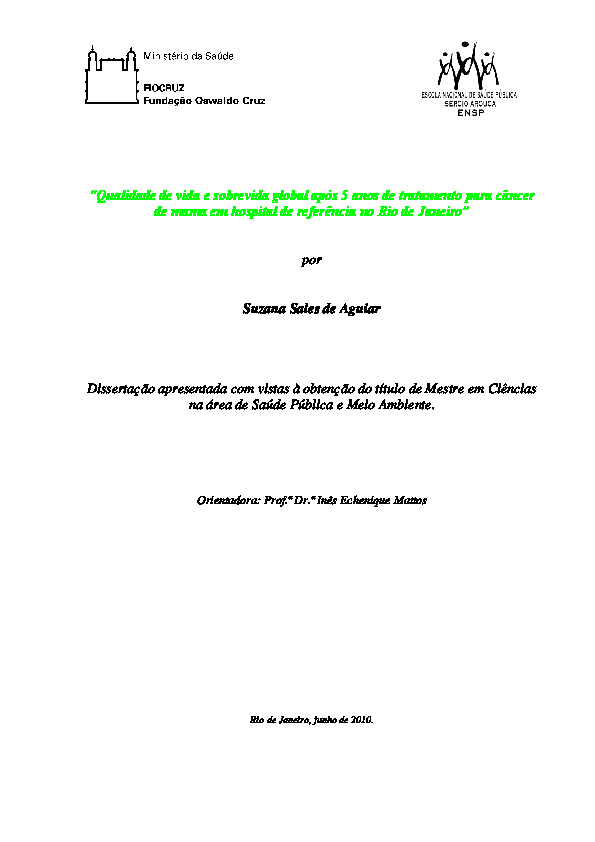 Ministério da Saúde
FIOCRUZ
Fundação Oswaldo Cruz
ESCOLA NACIONAL DE SAÚDE PÚBLICA
SERGIO AROUCA
ENSP
“Qualidade de vida e sobrevida global após 5 anos de tratamento para câncer
de mama em hospital de referência no Rio de Janeiro”
por
Suzana Sales de Aguiar
Dissertação apresentada com vistas à obtenção do título de Mestre em Ciências
na área de Saúde Pública e Meio Ambiente.
Orientadora: Prof.ª Dr.ª Inês Echenique Mattos
Rio de Janeiro, junho de 2010.